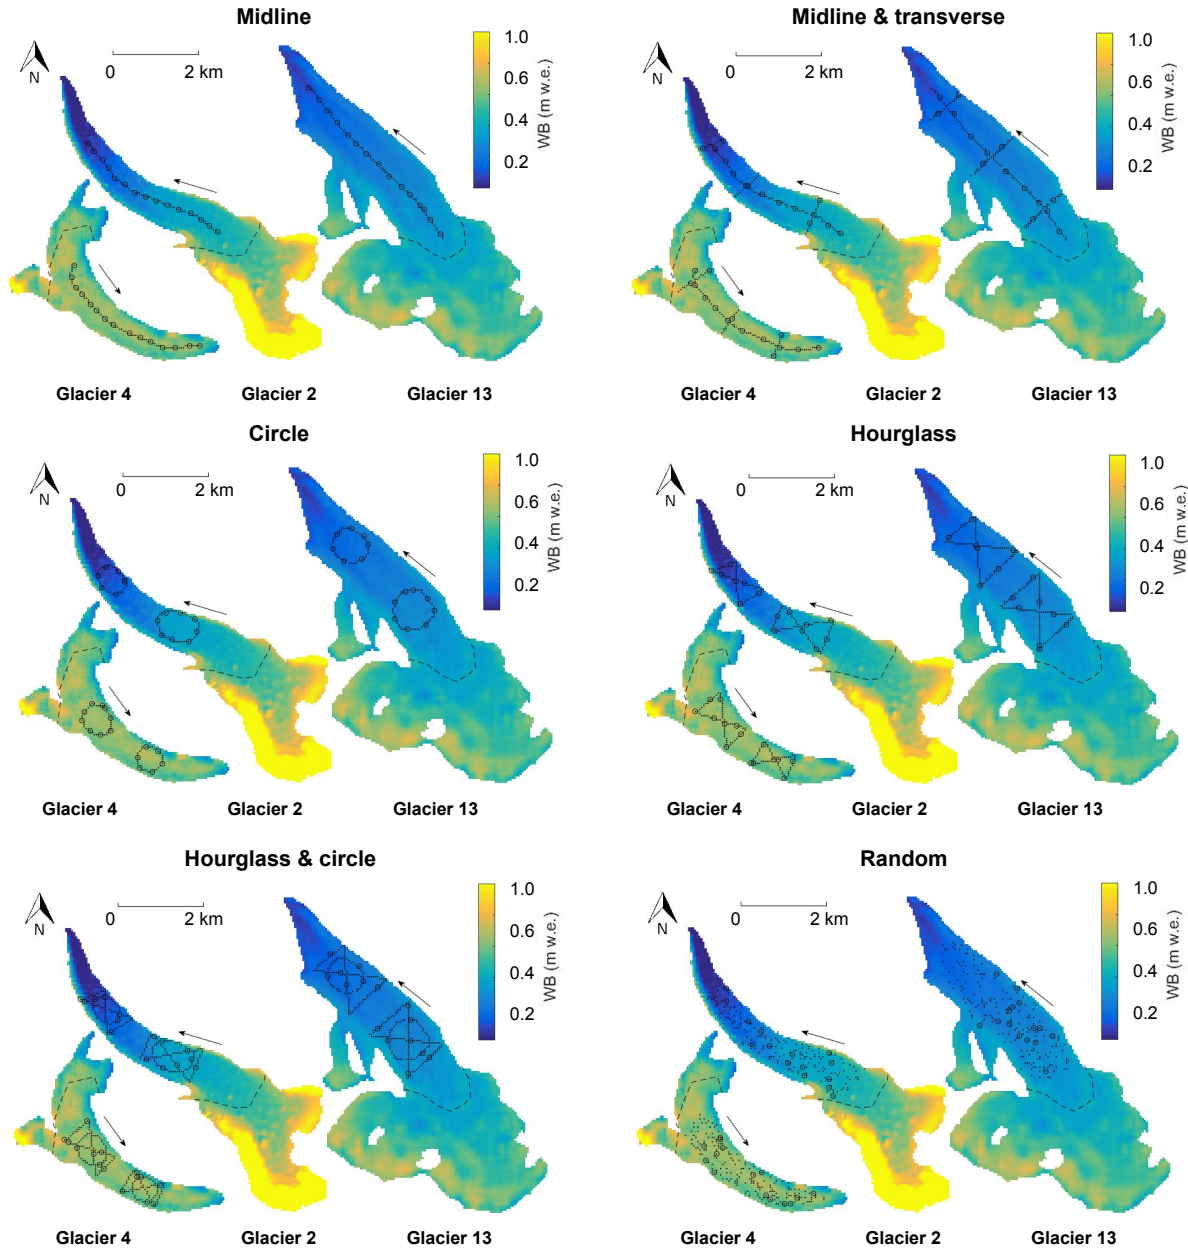 Midline
Midline & transverse
N
0 2 km
1.0
0.6
0.4
0.2
WB (m w.e.)
N
0 2 km
1.0
0.6
0.4
0.2
WB (m w.e.)
Glacier 4 Glacier 2 Glacier 13
Glacier 4 Glacier 2 Glacier 13
Circle
Hourglass
N
0 2 km
1.0
0.6
0.4
0.2
WB (m w.e.)
N
0 2 km
1.0
0.6
0.4
0.2
WB (m w.e.)
Glacier 4 Glacier 2 Glacier 13
Glacier 4 Glacier 2 Glacier 13
Hourglass & circle
Random
N
0 2 km
1.0
0.6
0.4
0.2
WB (m w.e.)
N
0 2 km
1.0
0.6
0.4
0.2
WB (m w.e.)
Glacier 4 Glacier 2 Glacier 13
Glacier 4 Glacier 2 Glacier 13